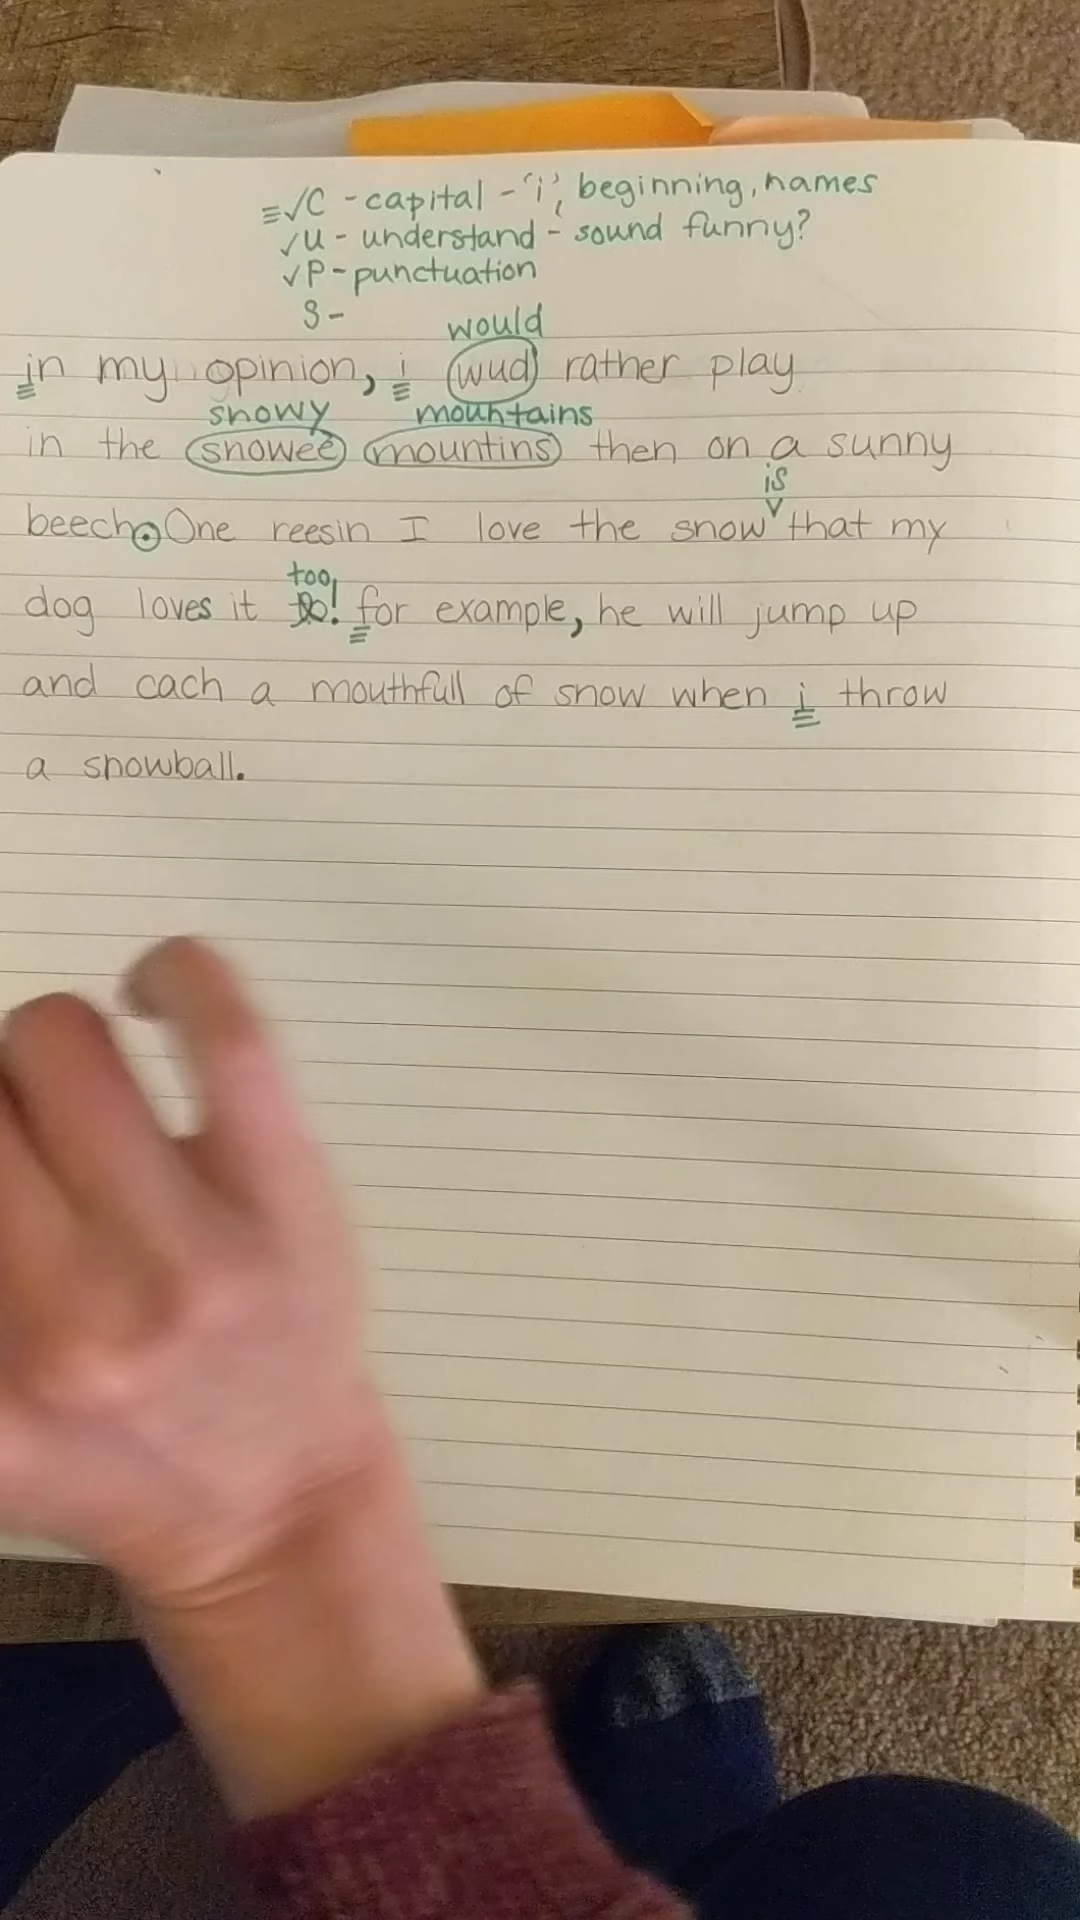 ≡✓C - capital - 'i', beginning, names
✓U - understand - sound funny?
✓P - punctuation
S -
would
in my opinion, i wud rather play
snowy mountains
in the snowee mountins then on a sunny
is
beech. One reesin I love the snow that my
too
dog loves it to! for example, he will jump up
and cach a mouthfull of snow when i throw
a snowball.